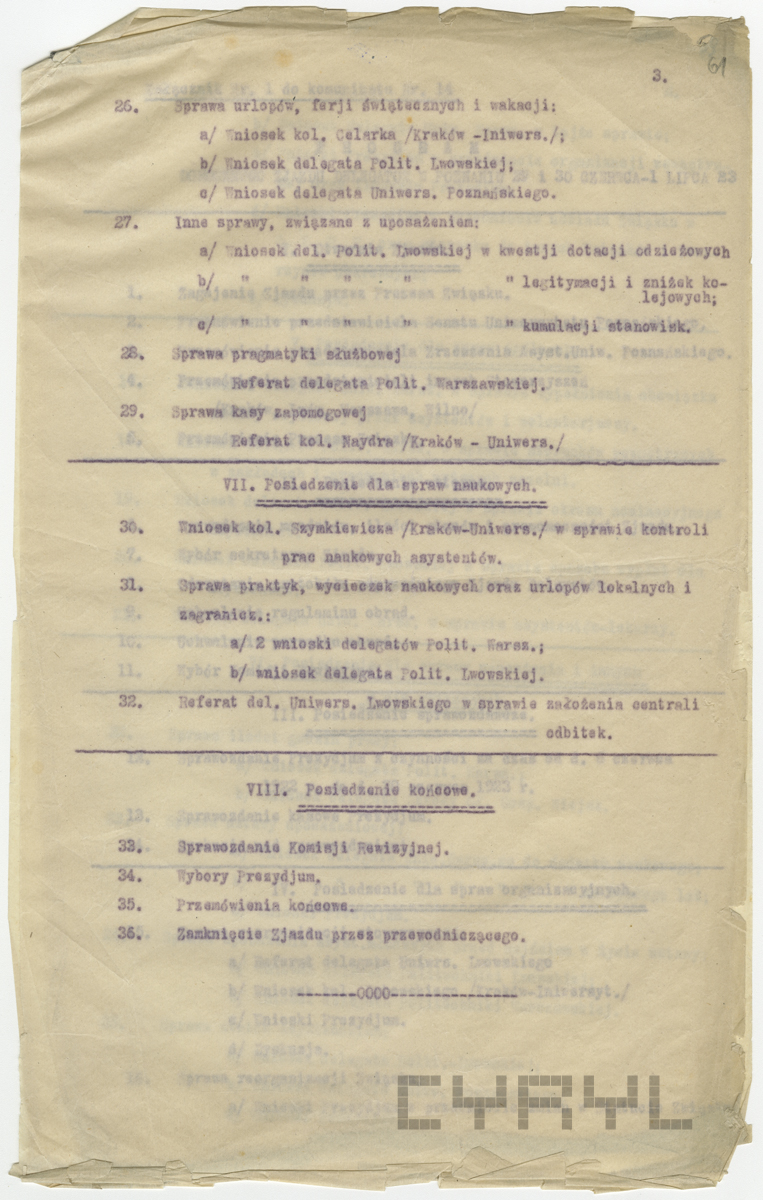 61
3.
26. Sprawa urlopów, ferji świątecznych i wakacji:
a/ Wniosek kol. Celarka /Kraków -Iniwers./;
b/ Wniosek delegata Polit. Lwowskiej;
c/ Wniosek delegata Uniwers. Poznańskiego.
27. Inne sprawy, związane z uposażeniem:
a/ Wniosek del. Polit. Lwowskiej w kwestji dotacji odzieżowych
b/ " " " " " legitymacji i zniżek ko-
lejowych;
c/ " " " " " kumulacji stanowisk.
28. Sprawa pragmatyki służbowej
Referat delegata Polit. Warszawskiej.
29. Sprawa kasy zapomogowej
Referat kol. Naydra /Kraków - Uniwers./
VII. Posiedzenie dla spraw naukowych.
30. Wniosek kol. Szymkiewicza /Kraków-Uniwers./ w sprawie kontroli
prac naukowych asystentów.
31. Sprawa praktyk, wycieczek naukowych oraz urlopów lokalnych i
zagranicz.:
a/ 2 wnioski delegatów Polit. Warsz.;
b/ wniosek delegata Polit. Lwowskiej.
32. Referat del. Uniwers. Lwowskiego w sprawie założenia centrali
odbitek.
VIII. Posiedzenie końcowe.
33. Sprawozdanie Komisji Rewizyjnej.
34. Wybory Prezydjum.
35. Przemówienia końcowe.
36. Zamknięcie Zjazdu przez przewodniczącego.
-------0000-------
CYRYL